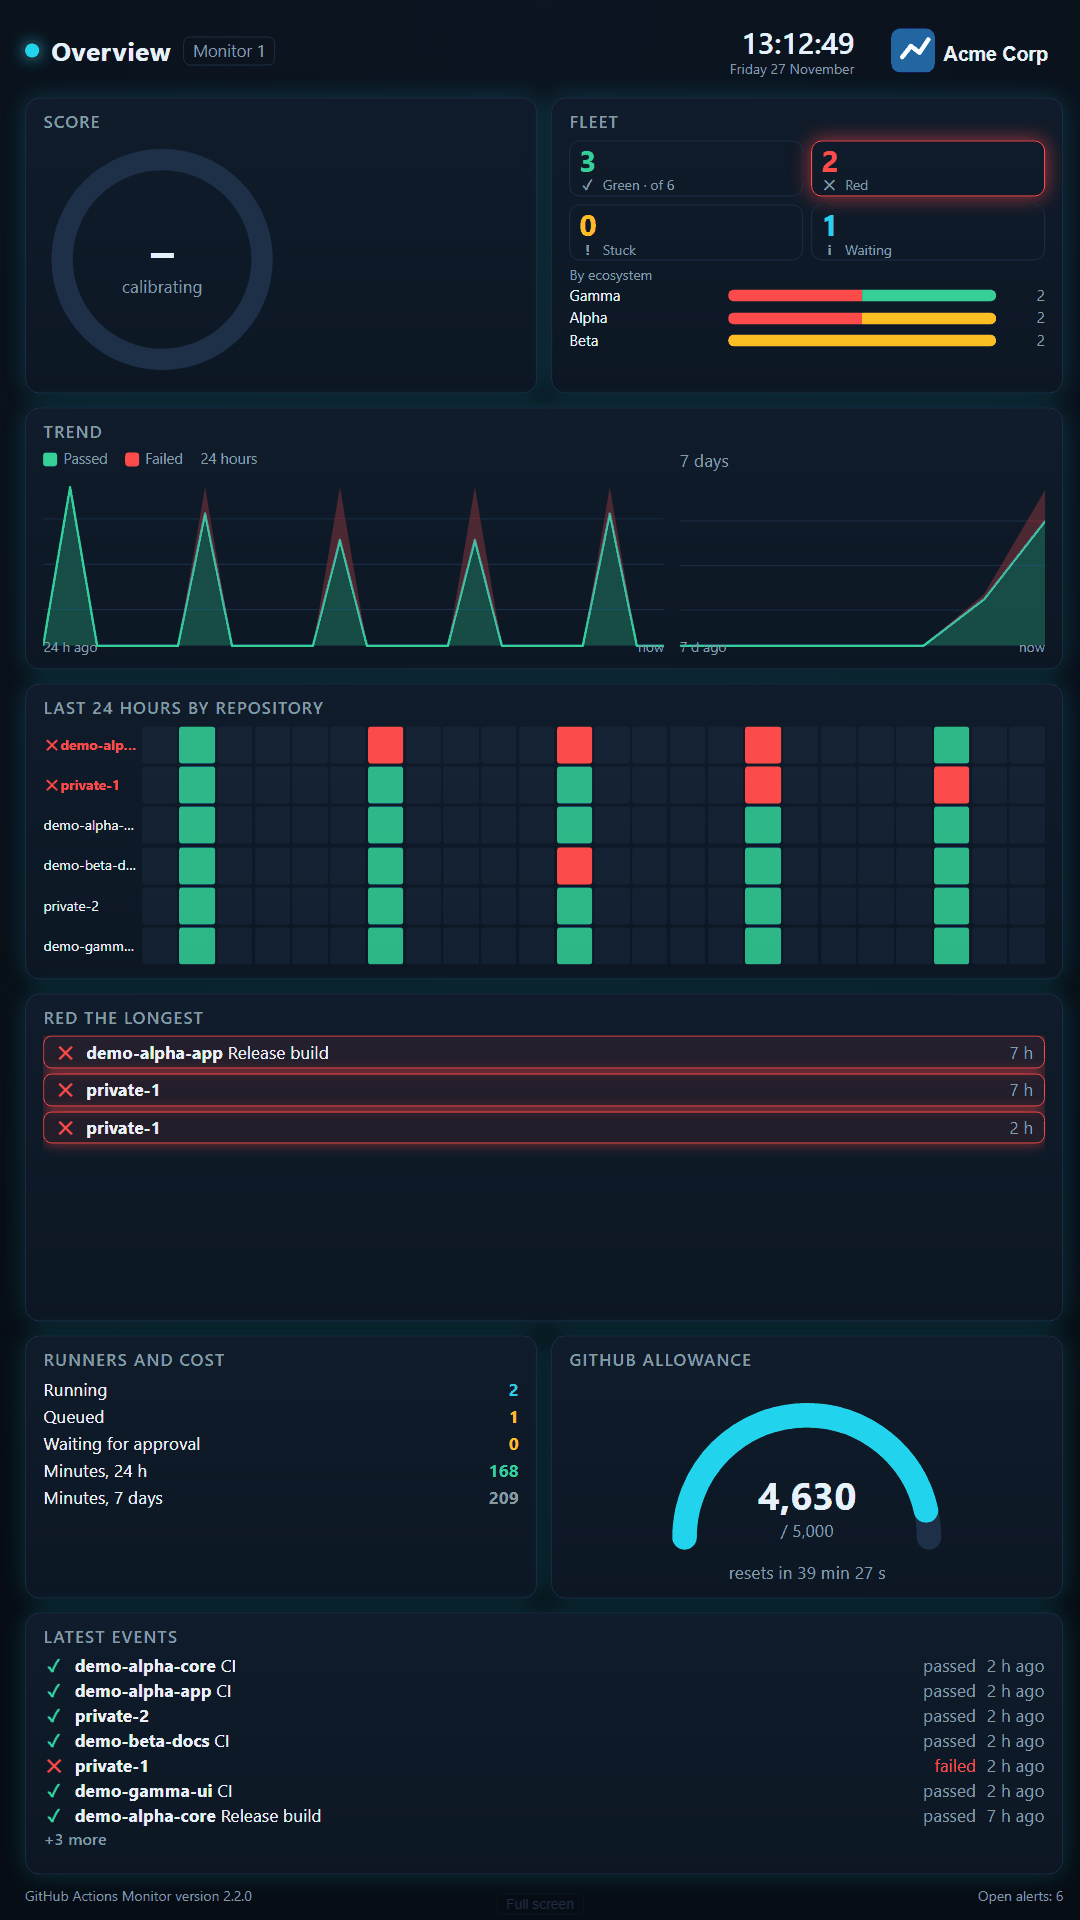 Overview
Monitor 1
13:12:49
Friday 27 November
Acme Corp
SCORE
–
calibrating
FLEET
3
✓ Green · of 6
2
✕ Red
0
! Stuck
1
i Waiting
By ecosystem
Gamma 2
Alpha 2
Beta 2
TREND
Passed Failed 24 hours
7 days
24 h ago now
7 d ago now
LAST 24 HOURS BY REPOSITORY
✕ demo-alp...
✕ private-1
demo-alpha-...
demo-beta-d...
private-2
demo-gamm...
RED THE LONGEST
✕ demo-alpha-app Release build 7 h
✕ private-1 7 h
✕ private-1 2 h
RUNNERS AND COST
Running 2
Queued 1
Waiting for approval 0
Minutes, 24 h 168
Minutes, 7 days 209
GITHUB ALLOWANCE
4,630
/ 5,000
resets in 39 min 27 s
LATEST EVENTS
✓ demo-alpha-core CI passed 2 h ago
✓ demo-alpha-app CI passed 2 h ago
✓ private-2 passed 2 h ago
✓ demo-beta-docs CI passed 2 h ago
✕ private-1 failed 2 h ago
✓ demo-gamma-ui CI passed 2 h ago
✓ demo-alpha-core Release build passed 7 h ago
+3 more
GitHub Actions Monitor version 2.2.0
Full screen
Open alerts: 6